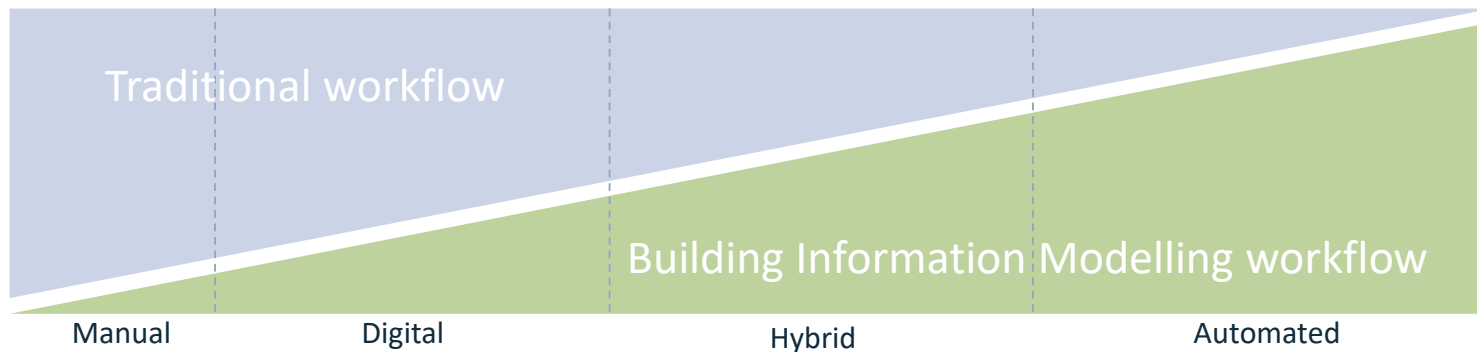 Traditional workflow
Building Information Modelling workflow
Manual Digital Hybrid Automated